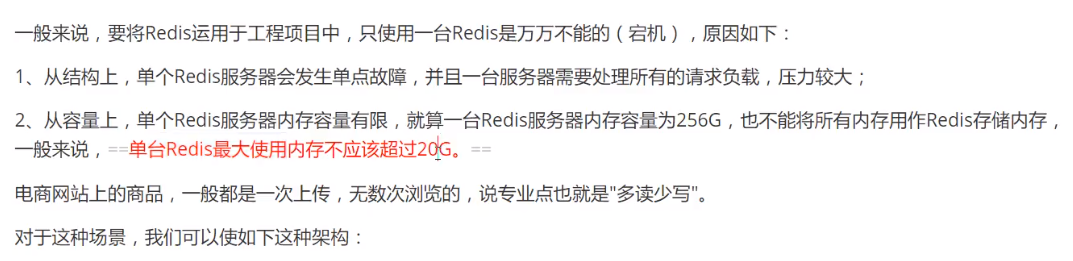 一般来说，要将Redis运用于工程项目中，只使用一台Redis是万万不能的（宕机），原因如下：
1、从结构上，单个Redis服务器会发生单点故障，并且一台服务器需要处理所有的请求负载，压力较大；
2、从容量上，单个Redis服务器内存容量有限，就算一台Redis服务器内存容量为256G，也不能将所有内存用作Redis存储内存，
一般来说，==单台Redis最大使用内存不应该超过20G。==
电商网站上的商品，一般都是一次上传，无数次浏览的，说专业点也就是"多读少写"。
对于这种场景，我们可以使如下这种架构：